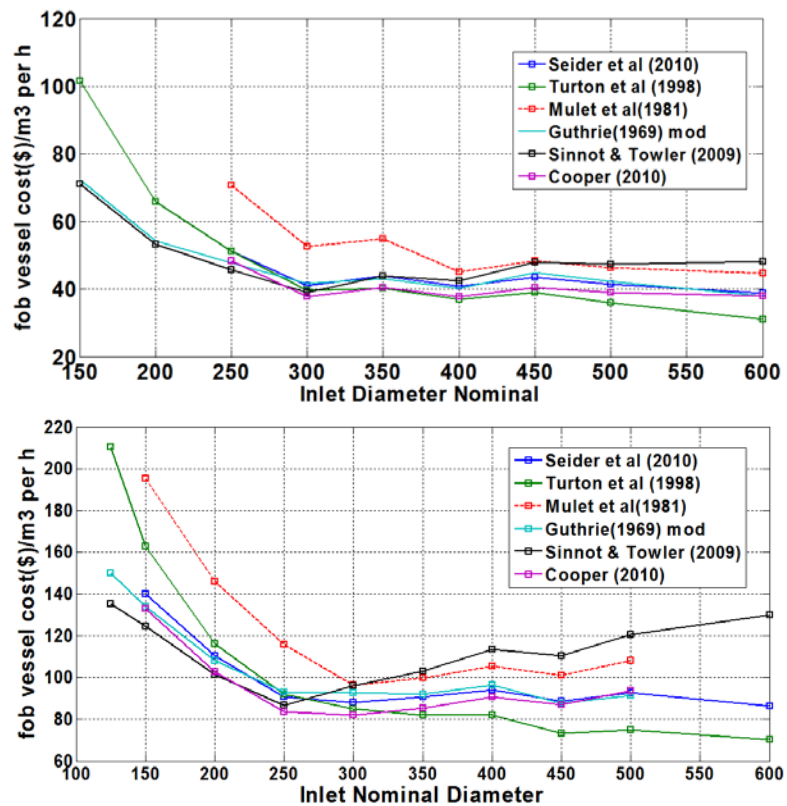 120
100
80
60
40
20
fob vessel cost($)/m3 per h
Seider et al (2010)
Turton et al (1998)
Mulet et al(1981)
Guthrie(1969) mod
Sinnot & Towler (2009)
Cooper (2010)
150 200 250 300 350 400 450 500 550 600
Inlet Diameter Nominal
220
200
180
160
140
120
100
80
60
fob vessel cost($)/m3 per h
Seider et al (2010)
Turton et al (1998)
Mulet et al(1981)
Guthrie(1969) mod
Sinnot & Towler (2009)
Cooper (2010)
100 150 200 250 300 350 400 450 500 550 600
Inlet Nominal Diameter